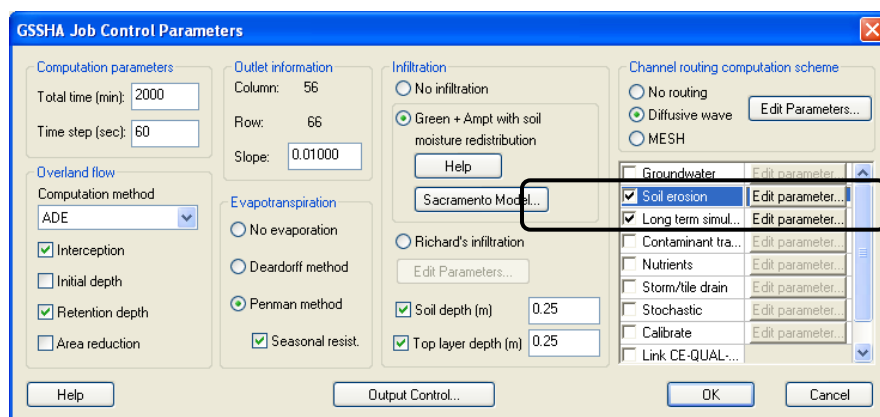 GSSHA Job Control Parameters
Computation parameters
Total time (min): 2000
Time step (sec): 60
Overland flow
Computation method
ADE
Interception
Initial depth
Retention depth
Area reduction
Outlet information
Column: 56
Row: 66
Slope: 0.01000
Evapotranspiration
No evaporation
Deardorff method
Penman method
Seasonal resist.
Infiltration
No infiltration
Green + Ampt with soil
moisture redistribution
Help
Sacramento Model...
Richard's infiltration
Edit Parameters...
Soil depth (m) 0.25
Top layer depth (m) 0.25
Channel routing computation scheme
No routing
Diffusive wave
MESH
Edit Parameters...
Groundwater Edit parameter...
Soil erosion Edit parameter...
Long term simul... Edit parameter...
Contaminant tra... Edit parameter...
Nutrients Edit parameter...
Storm/tile drain Edit parameter...
Stochastic Edit parameter...
Calibrate Edit parameter...
Link CE-QUAL-...
Help
Output Control...
OK
Cancel